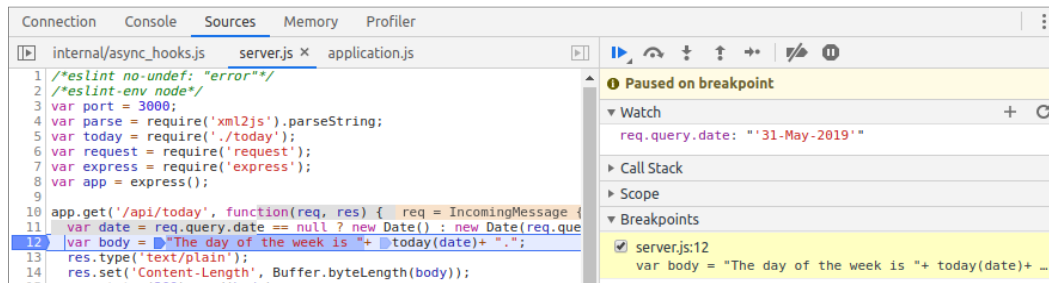 Connection Console Sources Memory Profiler
internal/async_hooks.js server.js × application.js
1 /*eslint no-undef: "error"*/
2 /*eslint-env node*/
3 var port = 3000;
4 var parse = require('xml2js').parseString;
5 var today = require('./today');
6 var request = require('request');
7 var express = require('express');
8 var app = express();
9
10 app.get('/api/today', function(req, res) { req = IncomingMessage {
11 var date = req.query.date == null ? new Date() : new Date(req.que
12 var body = "The day of the week is "+ today(date)+ ".";
13 res.type('text/plain');
14 res.set('Content-Length', Buffer.byteLength(body));
Paused on breakpoint
Watch
req.query.date: "'31-May-2019'"
Call Stack
Scope
Breakpoints
server.js:12
var body = "The day of the week is "+ today(date)+ …